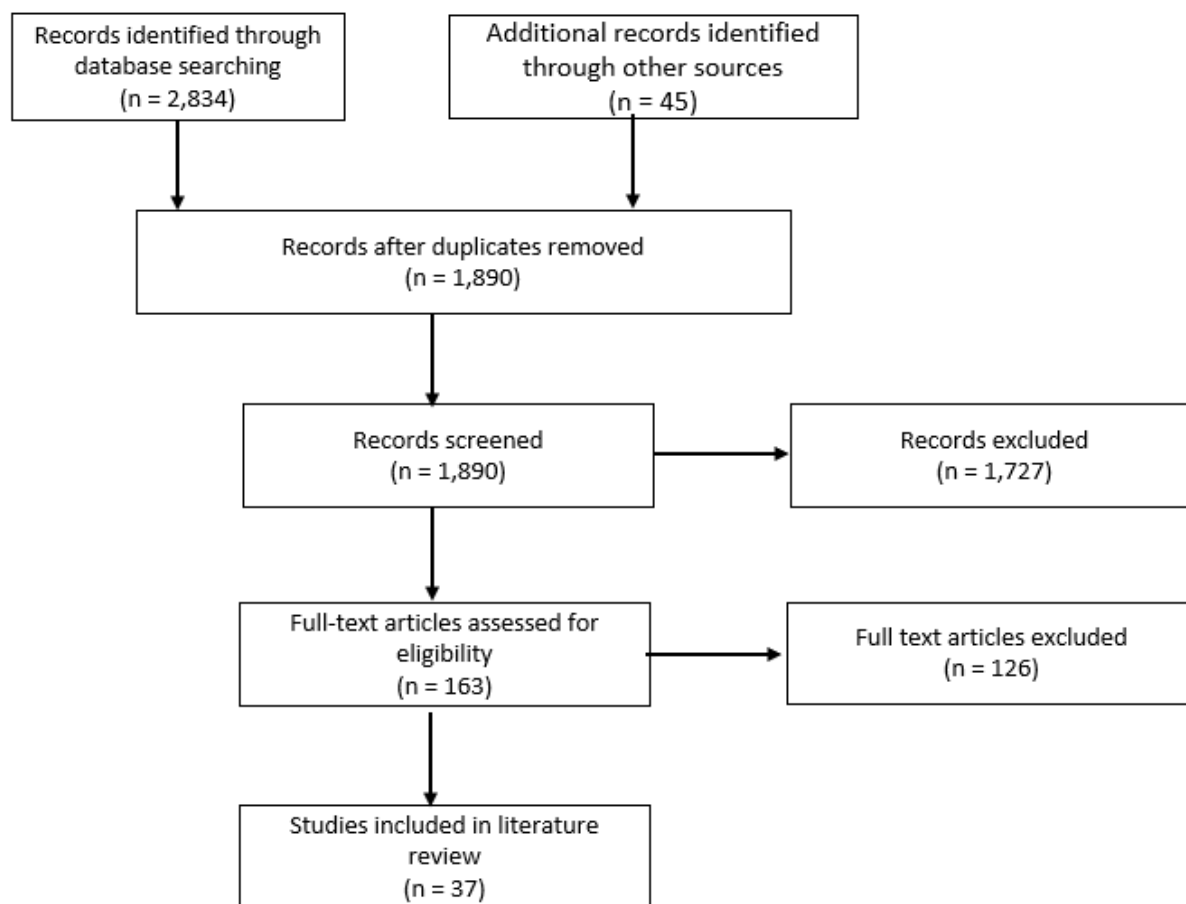 Records identified through
database searching
(n = 2,834)
Additional records identified
through other sources
(n = 45)
Records after duplicates removed
(n = 1,890)
Records screened
(n = 1,890)
Records excluded
(n = 1,727)
Full-text articles assessed for
eligibility
(n = 163)
Full text articles excluded
(n = 126)
Studies included in literature
review
(n = 37)